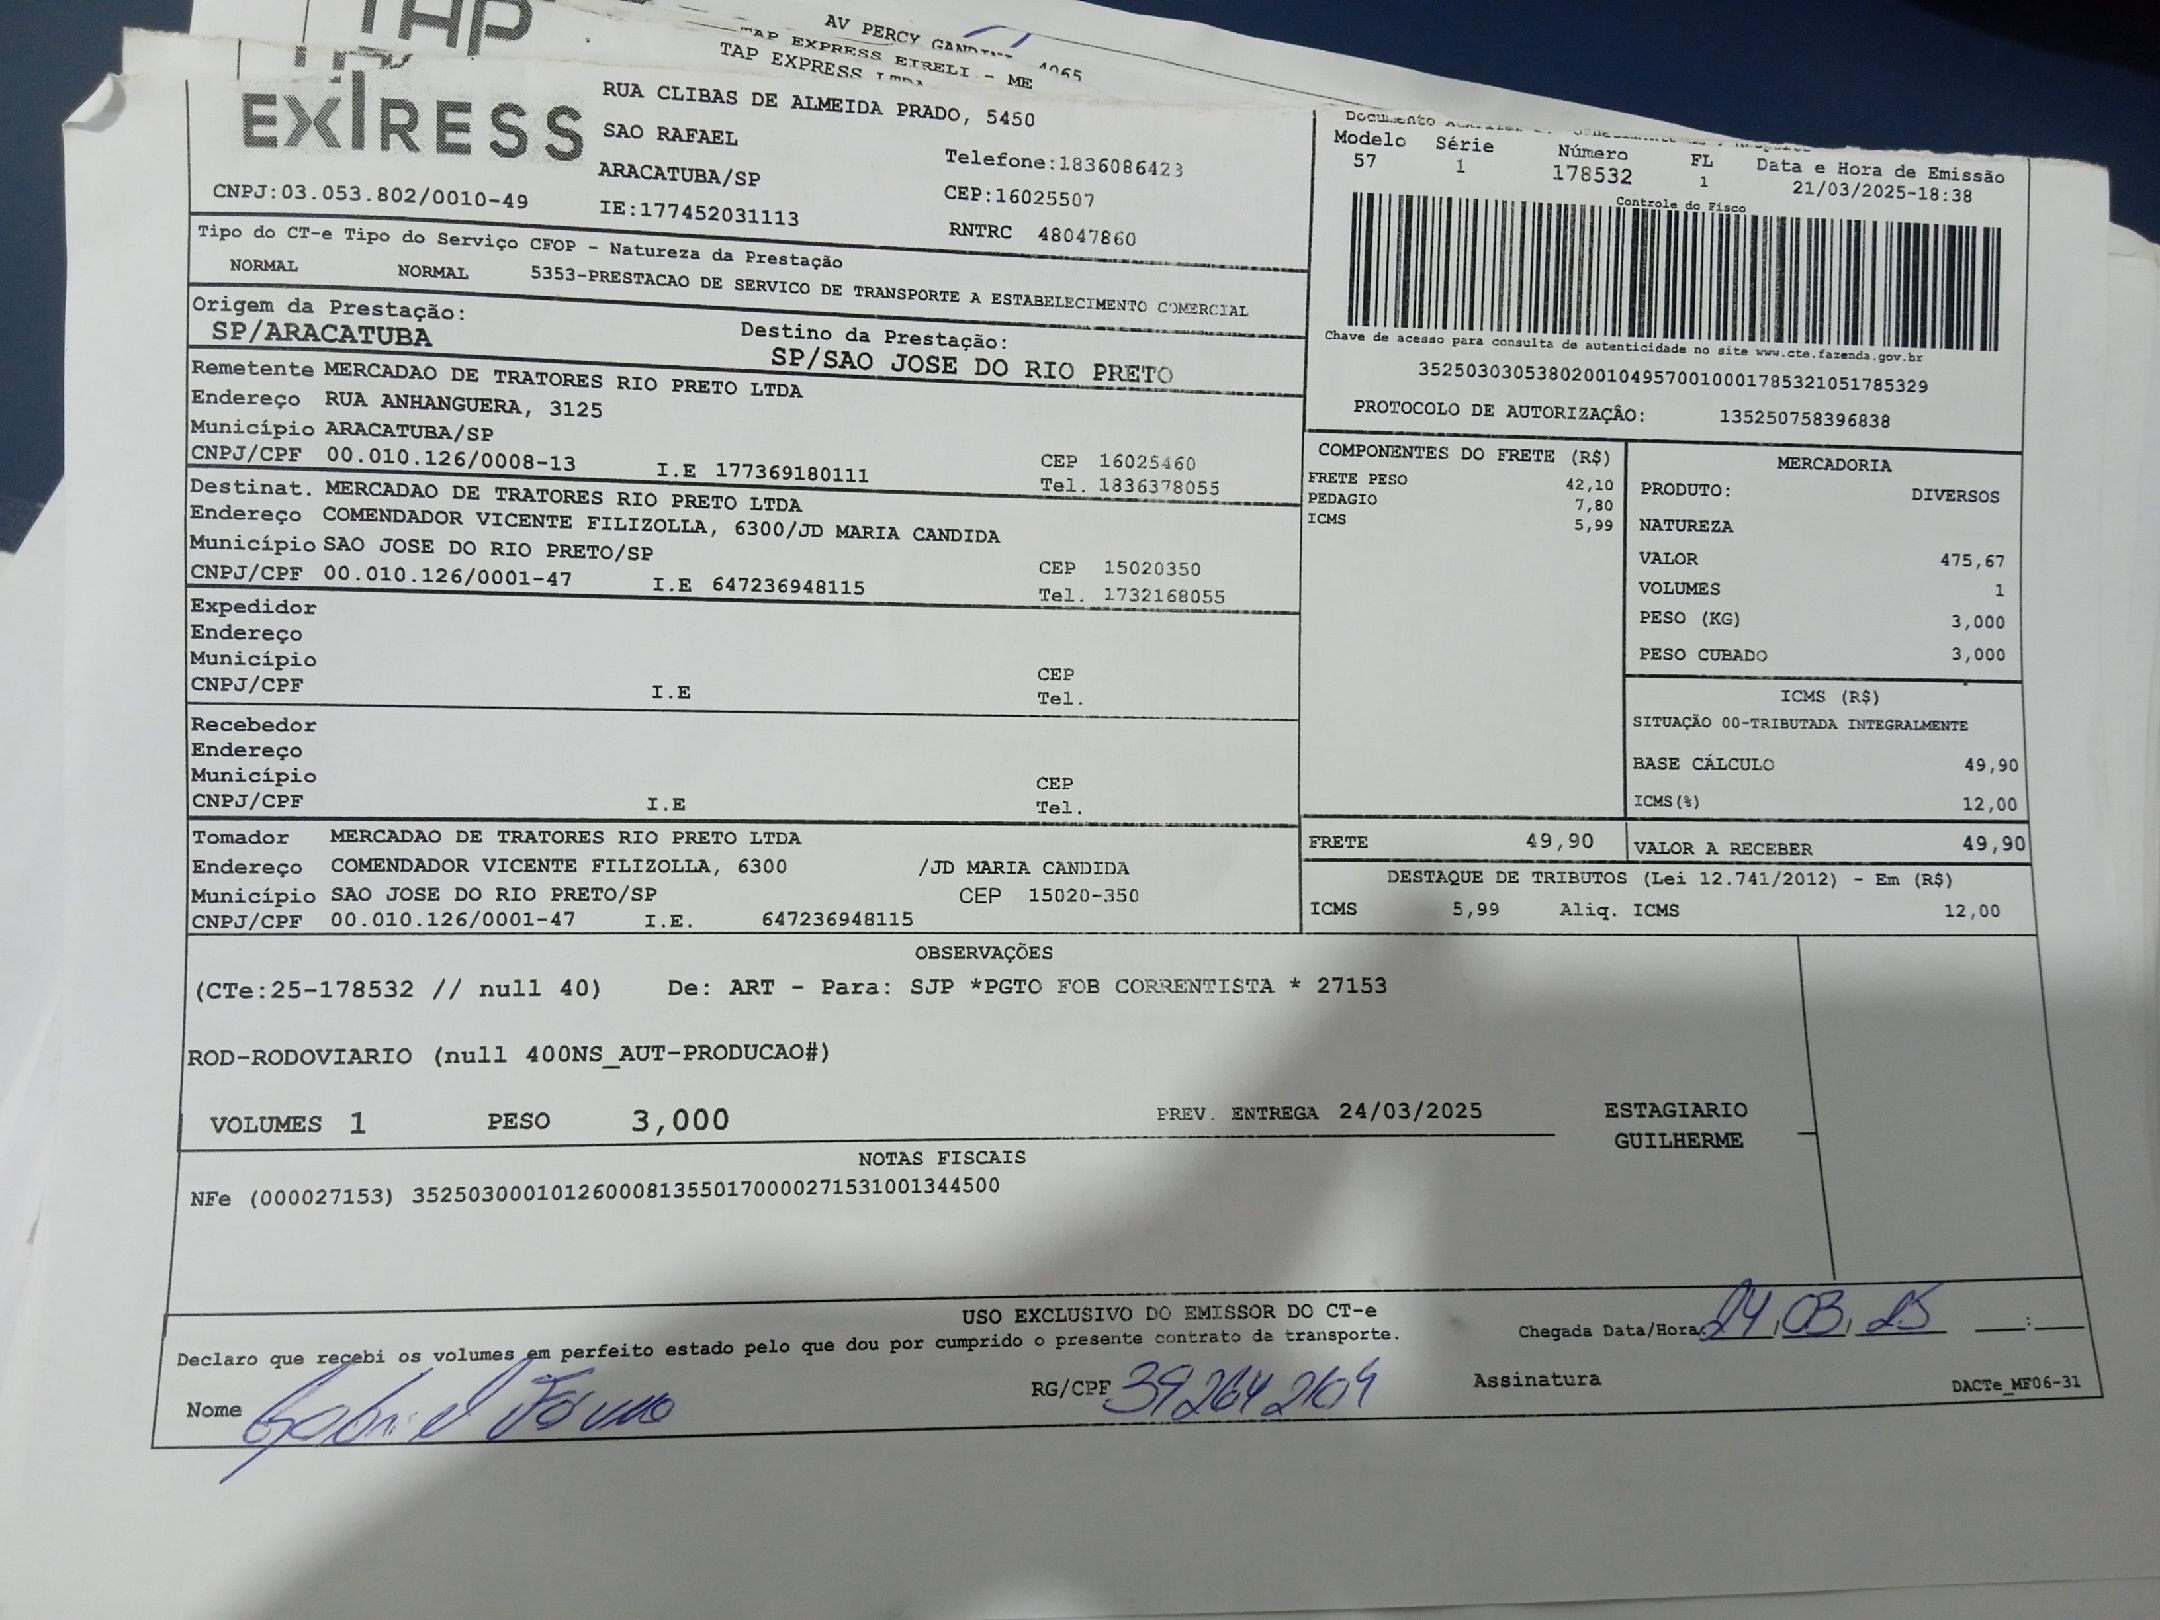 TAP
AV PERCY
4065
TAP EXPRESS EIRELI - ME
TAP EXPRESS
RUA CLIBAS DE ALMEIDA PRADO, 5450
SAO RAFAEL
ARACATUBA/SP
CNPJ:03.053.802/0010-49
IE:177452031113
Telefone:1836086423
CEP:16025507
RNTRC 48047860
Documento
Modelo Série Número FL Data e Hora de Emissão
57 1 178532 1 21/03/2025-18:38
Controle do Fisco
Chave de acesso para consulta de autenticidade no site www.cte.fazenda.gov.br
35250303053802001049570010001785321051785329
PROTOCOLO DE AUTORIZAÇÃO: 135250758396838
Tipo do CT-e Tipo do Serviço CFOP - Natureza da Prestação
NORMAL NORMAL 5353-PRESTACAO DE SERVICO DE TRANSPORTE A ESTABELECIMENTO COMERCIAL
Origem da Prestação: Destino da Prestação:
SP/ARACATUBA SP/SAO JOSE DO RIO PRETO
Remetente MERCADAO DE TRATORES RIO PRETO LTDA
Endereço RUA ANHANGUERA, 3125
Município ARACATUBA/SP CEP 16025460
CNPJ/CPF 00.010.126/0008-13 I.E 177369180111 Tel. 1836378055
Destinat. MERCADAO DE TRATORES RIO PRETO LTDA
Endereço COMENDADOR VICENTE FILIZOLLA, 6300/JD MARIA CANDIDA
Município SAO JOSE DO RIO PRETO/SP CEP 15020350
CNPJ/CPF 00.010.126/0001-47 I.E 647236948115 Tel. 1732168055
Expedidor
Endereço
Município CEP
CNPJ/CPF I.E Tel.
Recebedor
Endereço
Município CEP
CNPJ/CPF I.E Tel.
Tomador MERCADAO DE TRATORES RIO PRETO LTDA
Endereço COMENDADOR VICENTE FILIZOLLA, 6300 /JD MARIA CANDIDA
Município SAO JOSE DO RIO PRETO/SP CEP 15020-350
CNPJ/CPF 00.010.126/0001-47 I.E. 647236948115
COMPONENTES DO FRETE (R$)
FRETE PESO 42,10
PEDAGIO 7,80
ICMS 5,99
MERCADORIA
PRODUTO: DIVERSOS
NATUREZA
VALOR 475,67
VOLUMES 1
PESO (KG) 3,000
PESO CUBADO 3,000
ICMS (R$)
SITUAÇÃO 00-TRIBUTADA INTEGRALMENTE
BASE CÁLCULO 49,90
ICMS(%) 12,00
FRETE 49,90 VALOR A RECEBER 49,90
DESTAQUE DE TRIBUTOS (Lei 12.741/2012) - Em (R$)
ICMS 5,99 Aliq. ICMS 12,00
OBSERVAÇÕES
(CTe:25-178532 // null 40) De: ART - Para: SJP *PGTO FOB CORRENTISTA * 27153
ROD-RODOVIARIO (null 400NS_AUT-PRODUCAO#)
VOLUMES 1 PESO 3,000 PREV. ENTREGA 24/03/2025 ESTAGIARIO
GUILHERME
NOTAS FISCAIS
NFe (000027153) 35250300010126000813550170000271531001344500
USO EXCLUSIVO DO EMISSOR DO CT-e
Declaro que recebi os volumes em perfeito estado pelo que dou por cumprido o presente contrato de transporte. Chegada Data/Hora: 24, 03, 25 __:__
Nome Gabriel RG/CPF 392642109 Assinatura DACTe_MF06-31